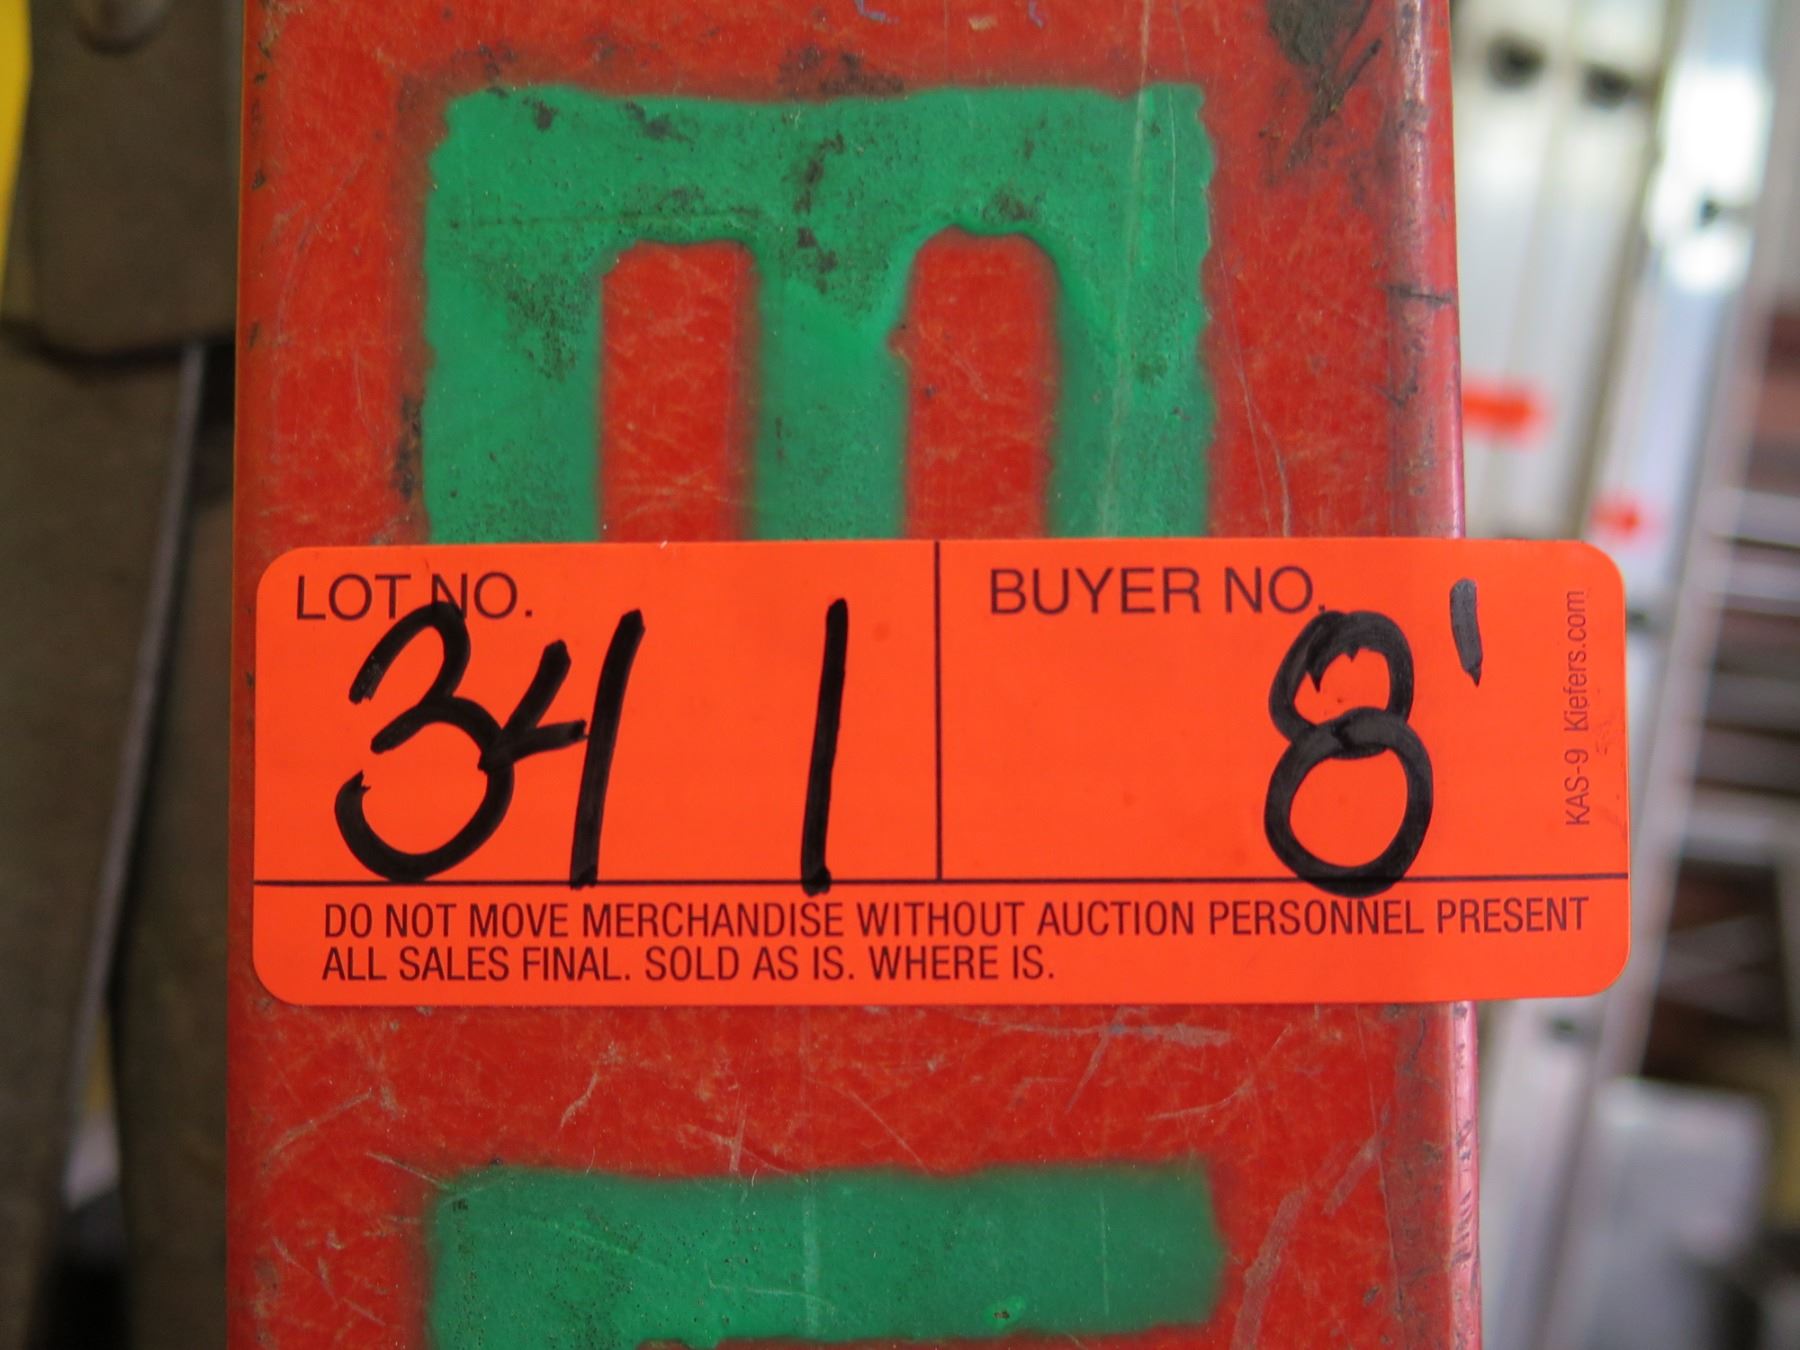 LOT NO.
341
BUYER NO.
8'
KAS-9 Kiefers.com
DO NOT MOVE MERCHANDISE WITHOUT AUCTION PERSONNEL PRESENT
ALL SALES FINAL. SOLD AS IS. WHERE IS.